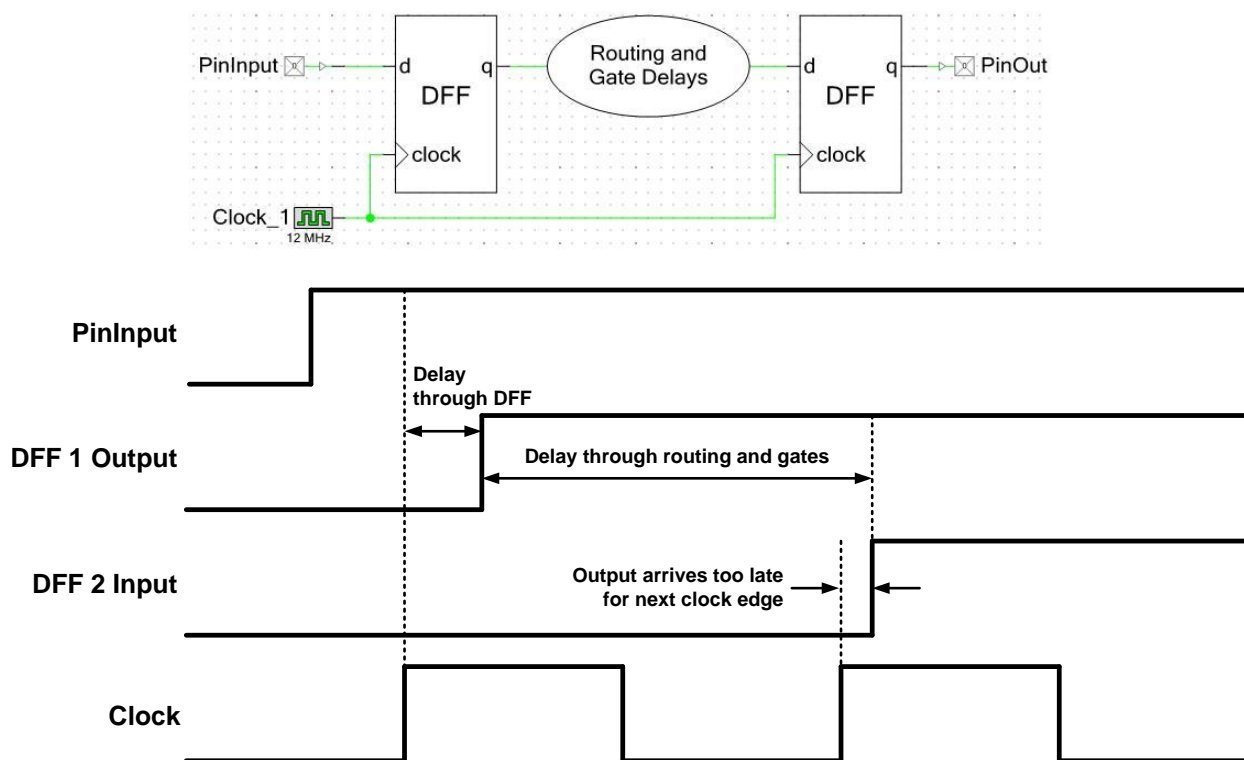 PinInput
d
q
DFF
clock
Routing and
Gate Delays
d
q
DFF
clock
PinOut
Clock_1
12 MHz
PinInput
Delay
through DFF
DFF 1 Output
Delay through routing and gates
DFF 2 Input
Output arrives too late
for next clock edge
Clock